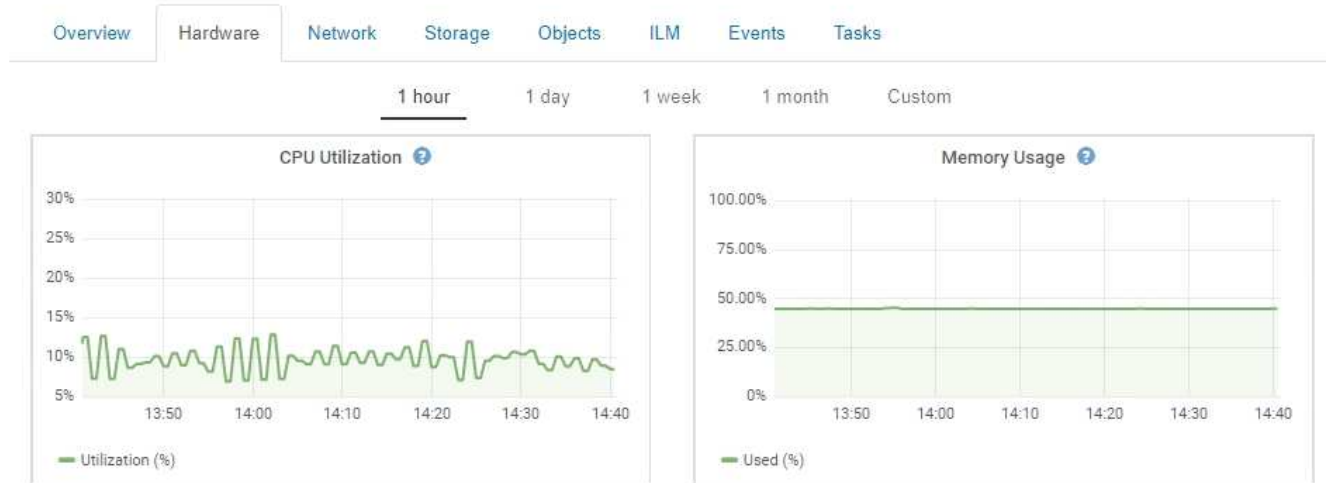 Overview Hardware Network Storage Objects ILM Events Tasks
1 hour 1 day 1 week 1 month Custom
CPU Utilization ?
30%
25%
20%
15%
10%
5%
13:50 14:00 14:10 14:20 14:30 14:40
Utilization (%)
Memory Usage ?
100.00%
75.00%
50.00%
25.00%
0%
13:50 14:00 14:10 14:20 14:30 14:40
Used (%)